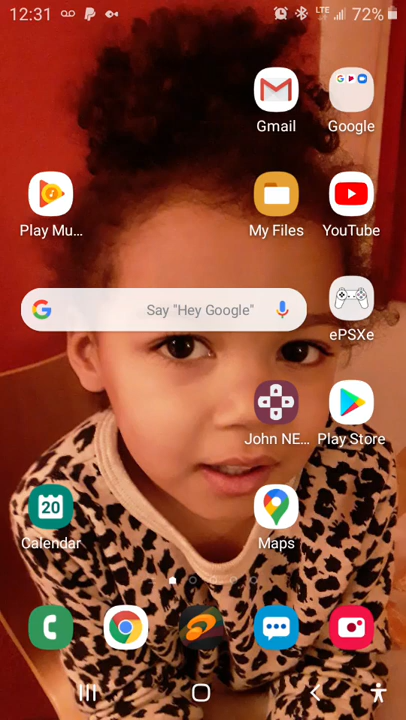 12:31
LTE
72%
Gmail
Google
Play Mu...
My Files
YouTube
Say "Hey Google"
ePSXe
John NE...
Play Store
20
Calendar
Maps